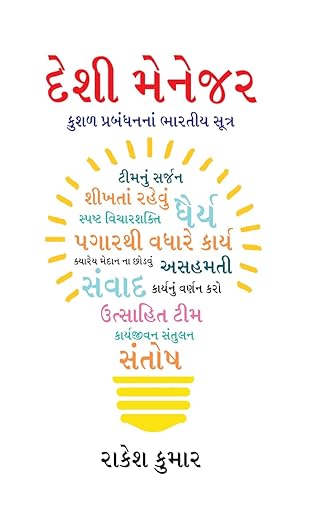 દેશી મેનેજર
કુશળ પ્રબંધનનાં ભારતીય સૂત્ર
ટીમનું સર્જન
શીખતાં રહેવું
સ્પષ્ટ વિચારશક્તિ
ધૈર્ય
પગારથી વધારે કાર્ય
ક્યારેય મેદાન ના છોડવું
અસહમતી
સંવાદ
કાર્યનું વર્ણન કરો
ઉત્સાહિત ટીમ
કાર્યજીવન સંતુલન
સંતોષ
રાકેશ કુમાર